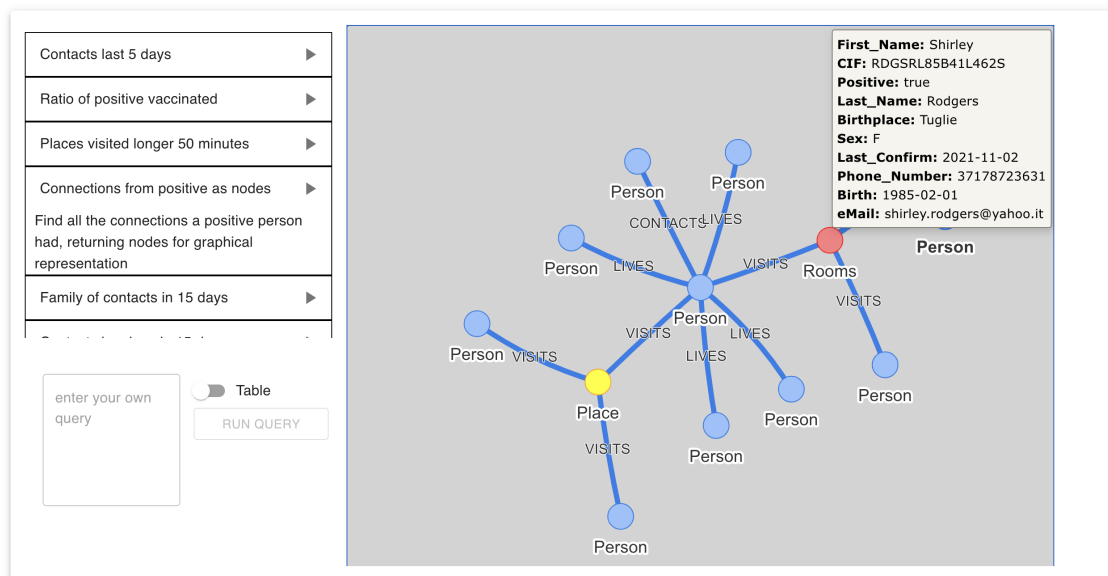 Contacts last 5 days
Ratio of positive vaccinated
Places visited longer 50 minutes
Connections from positive as nodes
Find all the connections a positive person
had, returning nodes for graphical
representation
Family of contacts in 15 days
enter your own
query
Table
RUN QUERY
First_Name: Shirley
CIF: RDGSRL85B41L462S
Positive: true
Last_Name: Rodgers
Birthplace: Tuglie
Sex: F
Last_Confirm: 2021-11-02
Phone_Number: 37178723631
Birth: 1985-02-01
eMail: shirley.rodgers@yahoo.it
Person
Person
CONTACTS
LIVES
Person
LIVES
VISITS
Rooms
Person
VISITS
Person
VISITS
LIVES
Person
VISITS
LIVES
Person
Place
Person
Person
VISITS
Person